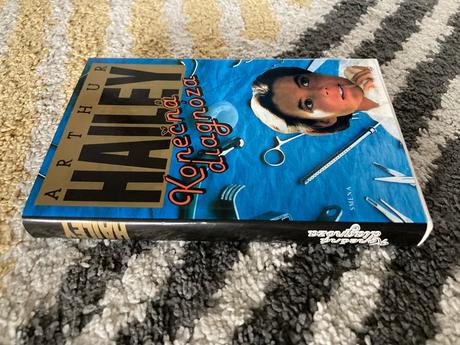 ARTHUR
HAILEY
Konečná
diagnóza
SMENA
HAILEY
Konečná
diagnóza